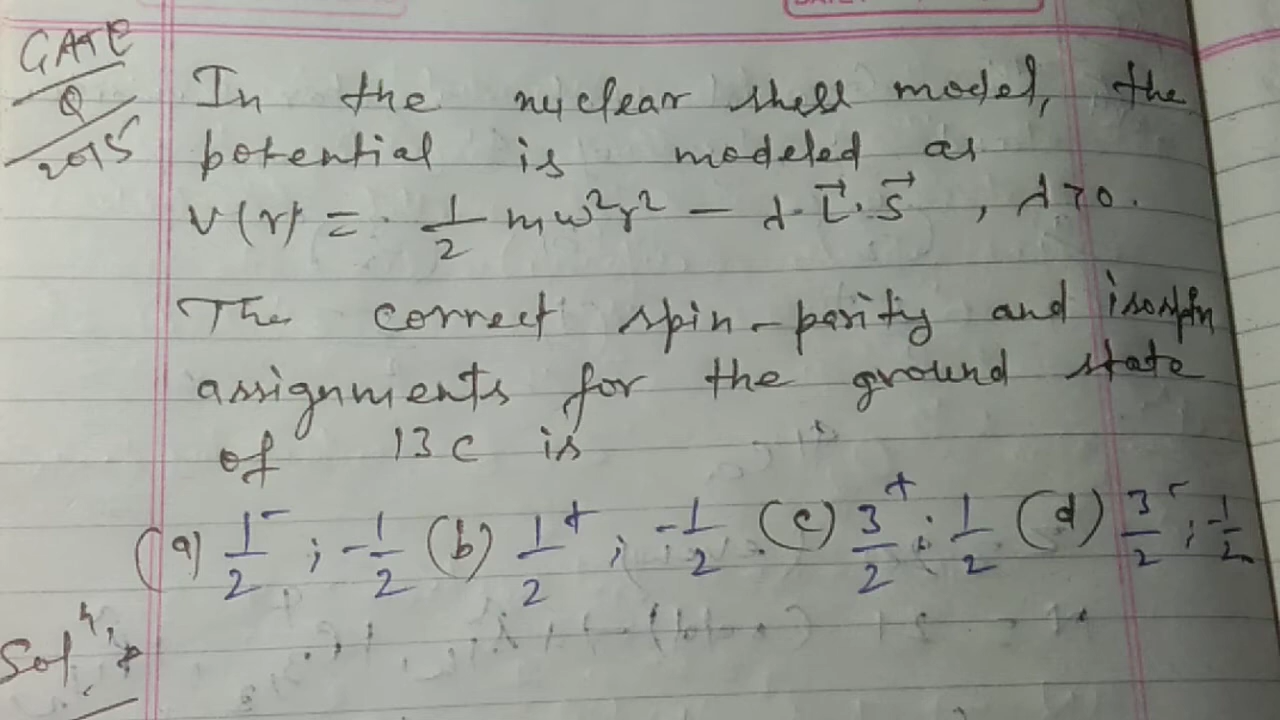 GATE
Q
2015
In the nuclear shell model, the
potential is modeled as
V(r) = 1/2 mω²r² - λ·L⃗·S⃗, λ>0.
The correct spin-parity and isospin
assignments for the ground state
of 13C is
(a) 1/2⁻ ; -1/2 (b) 1/2⁺ ; -1/2 (c) 3/2⁺ ; 1/2 (d) 3/2⁻ ; -1/2
Solⁿ,